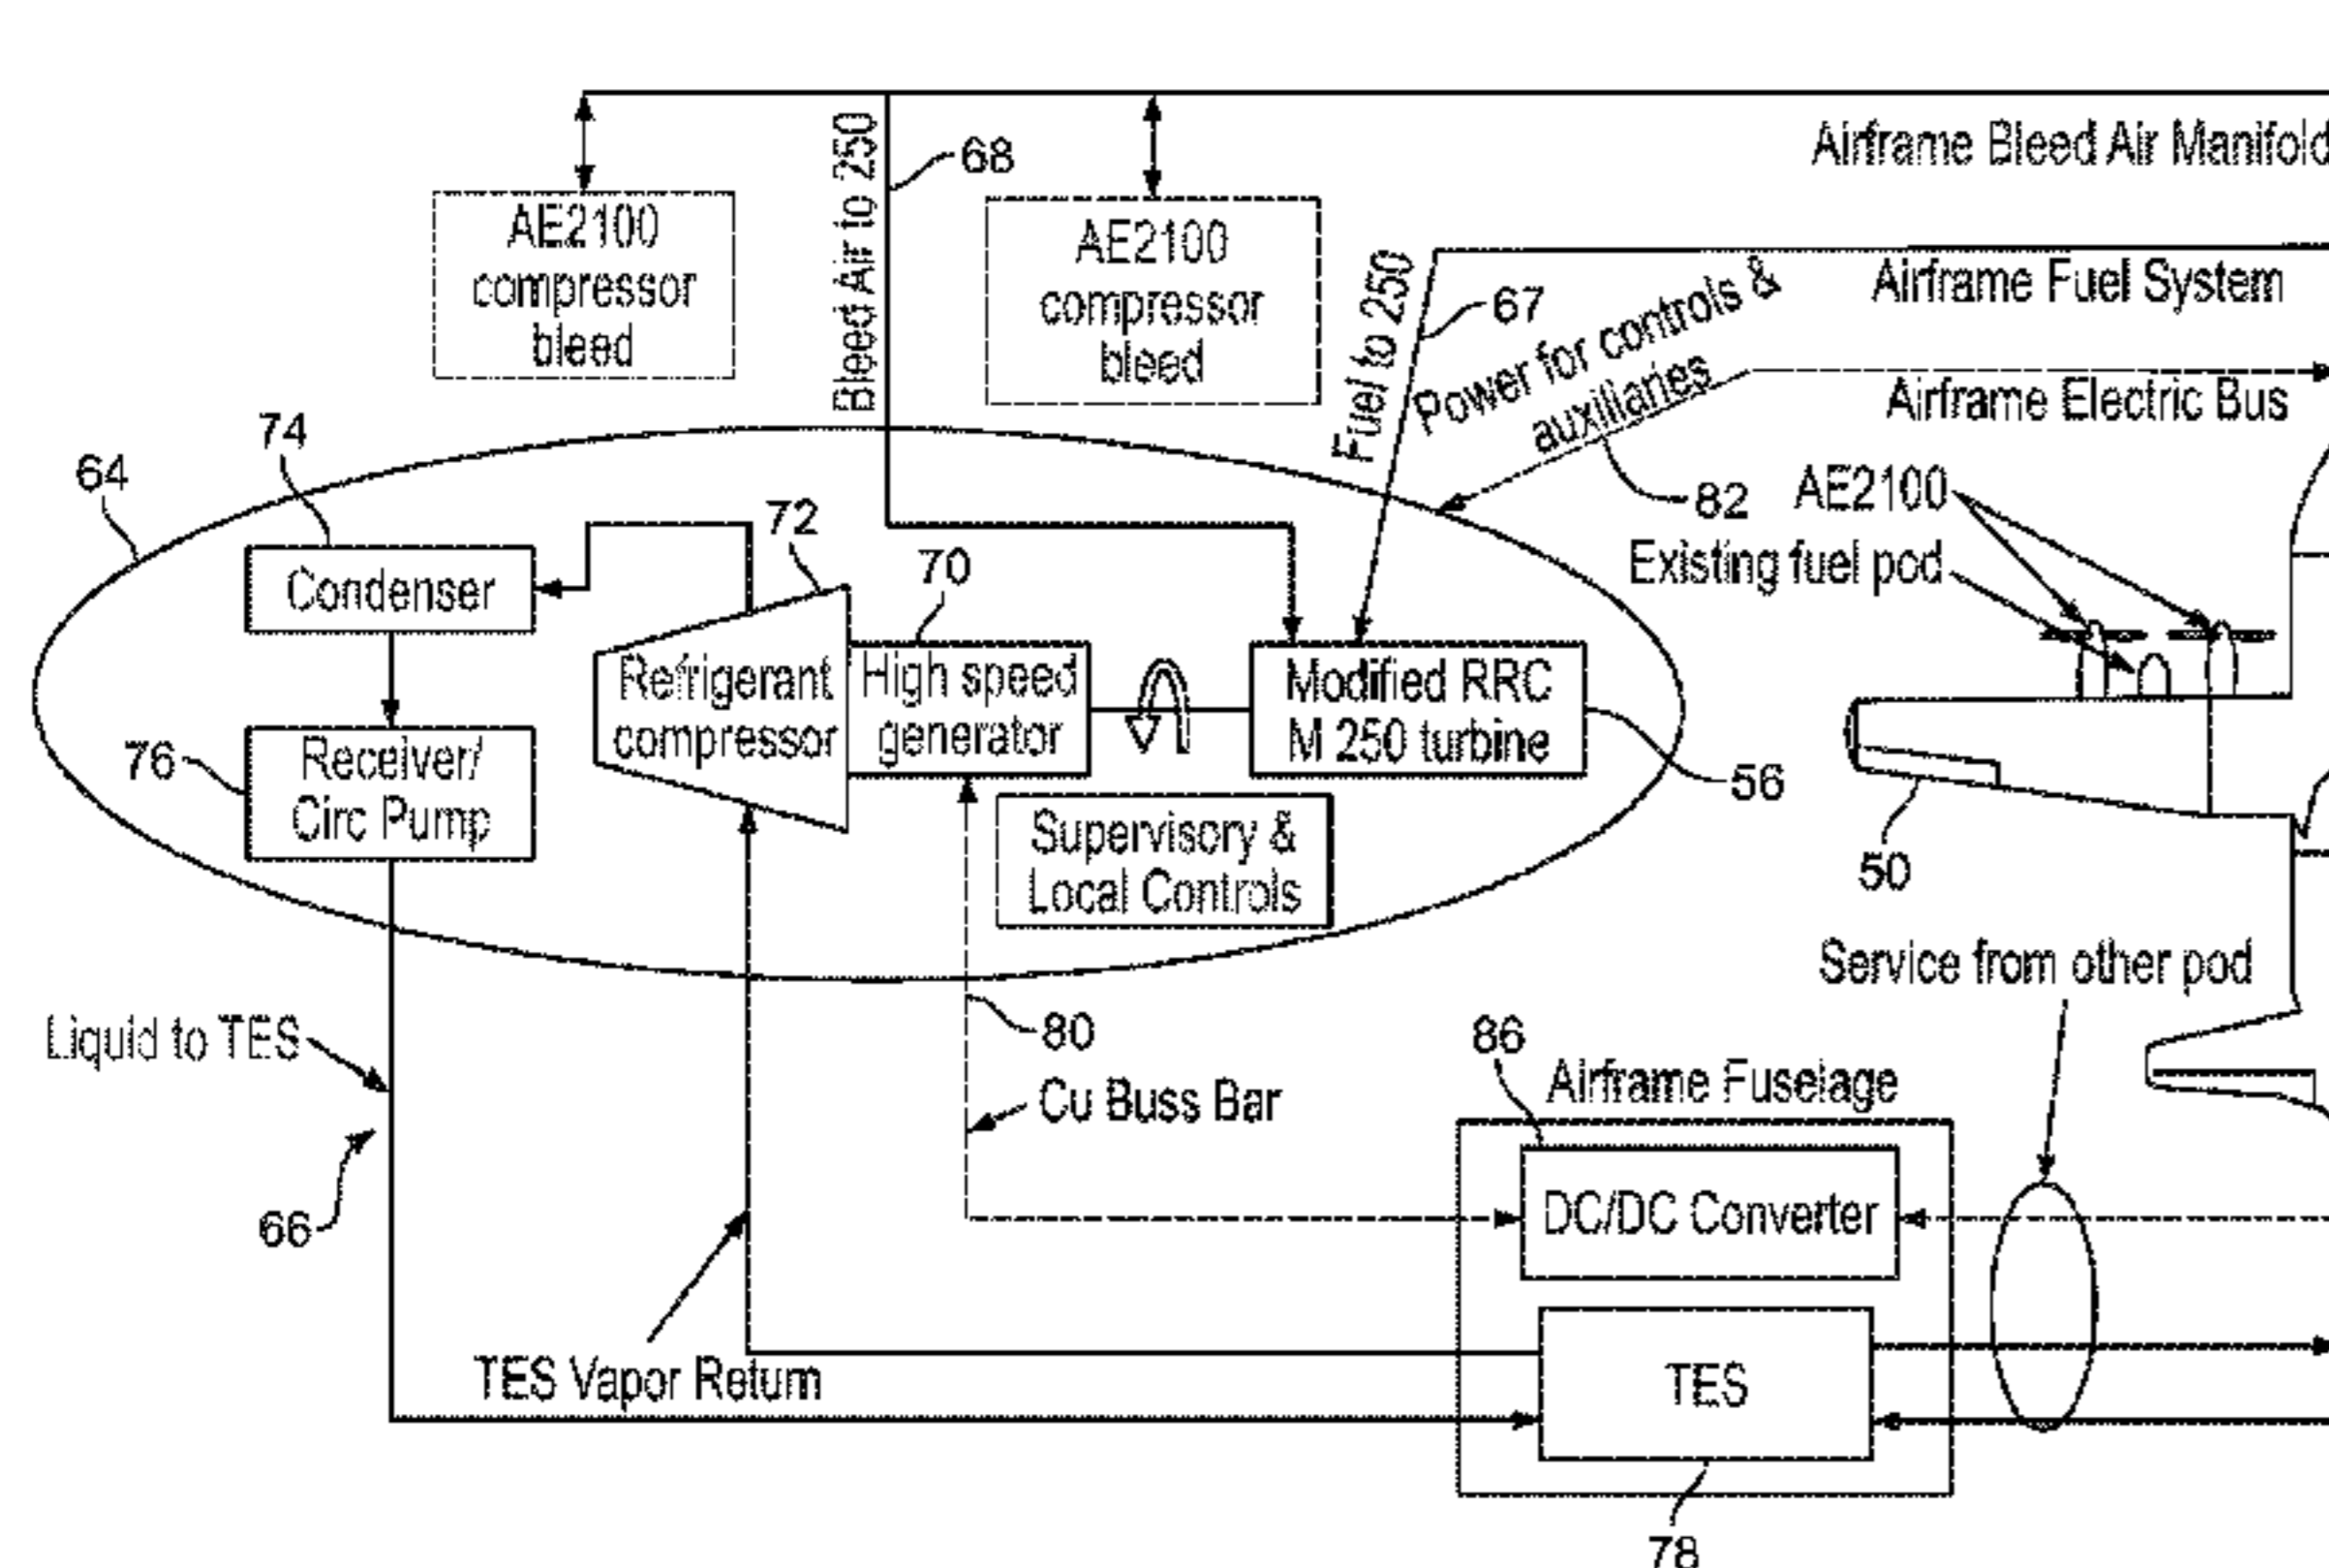 Airframe Bleed Air Manifold
Bleed Air to 250
68
AE2100
compressor
bleed
AE2100
compressor
bleed
Fuel to 250
67
Airframe Fuel System
Power for controls &
auxillaries
82
Airframe Electric Bus
AE2100
Existing fuel pod
50
64
74
Condenser
72
Refrigerant
compressor
70
High speed
generator
Modified RRC
M 250 turbine
56
76
Receiver/
Circ Pump
Supervisory &
Local Controls
Liquid to TES
66
80
Cu Buss Bar
TES Vapor Return
Service from other pod
86
Airframe Fuselage
DC/DC Converter
TES
78